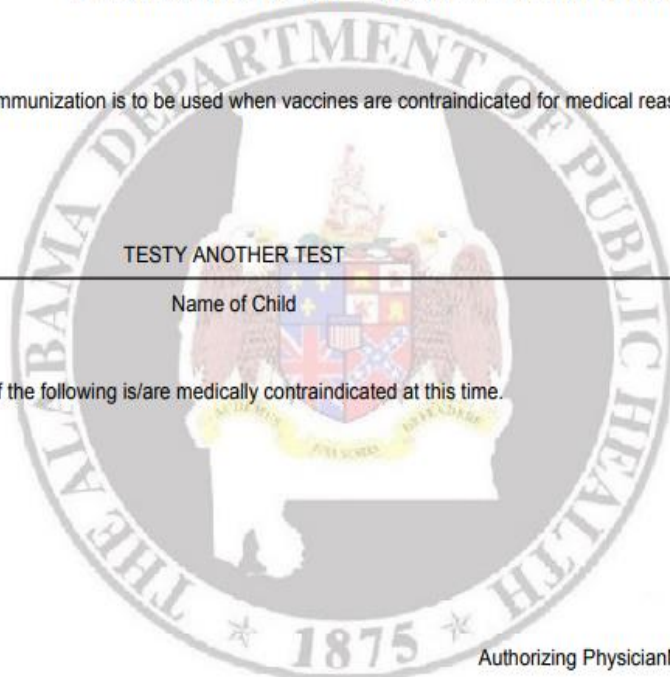 mmunization is to be used when vaccines are contraindicated for medical reas
TESTY ANOTHER TEST
Name of Child
f the following is/are medically contraindicated at this time.
Authorizing Physician
THE ALABAMA DEPARTMENT OF PUBLIC HEALTH
1875